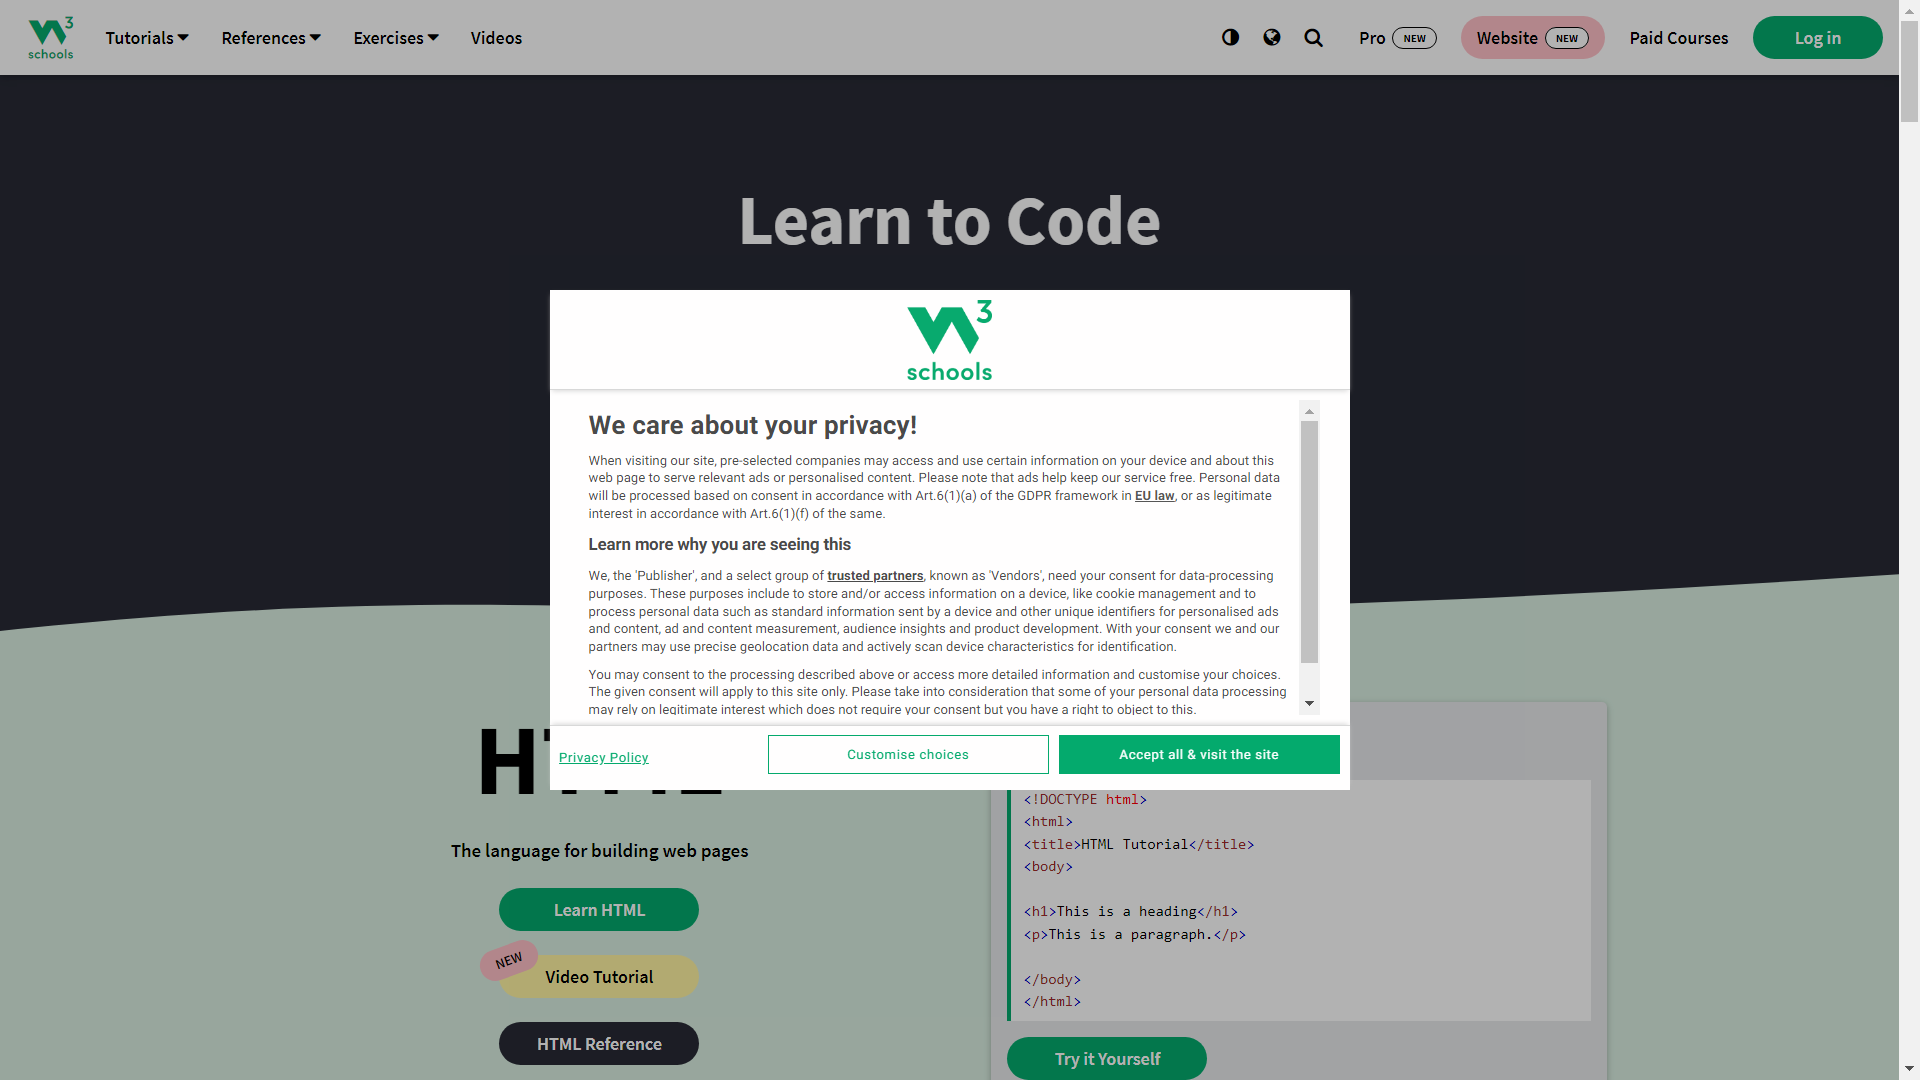 3
schools
Tutorials
References
Exercises
Videos
Pro NEW
Website NEW
Paid Courses
Log in
Learn to Code
3
schools
We care about your privacy!
When visiting our site, pre-selected companies may access and use certain information on your device and about this
web page to serve relevant ads or personalised content. Please note that ads help keep our service free. Personal data
will be processed based on consent in accordance with Art.6(1)(a) of the GDPR framework in EU law, or as legitimate
interest in accordance with Art.6(1)(f) of the same.
Learn more why you are seeing this
We, the 'Publisher', and a select group of trusted partners, known as 'Vendors', need your consent for data-processing
purposes. These purposes include to store and/or access information on a device, like cookie management and to
process personal data such as standard information sent by a device and other unique identifiers for personalised ads
and content, ad and content measurement, audience insights and product development. With your consent we and our
partners may use precise geolocation data and actively scan device characteristics for identification.
You may consent to the processing described above or access more detailed information and customise your choices.
The given consent will apply to this site only. Please take into consideration that some of your personal data processing
may rely on legitimate interest which does not require your consent but you have a right to object to this.
Privacy Policy
Customise choices
Accept all & visit the site
The language for building web pages
Learn HTML
NEW
Video Tutorial
HTML Reference
<!DOCTYPE html>
<html>
<title>HTML Tutorial</title>
<body>
<h1>This is a heading</h1>
<p>This is a paragraph.</p>
</body>
</html>
Try it Yourself